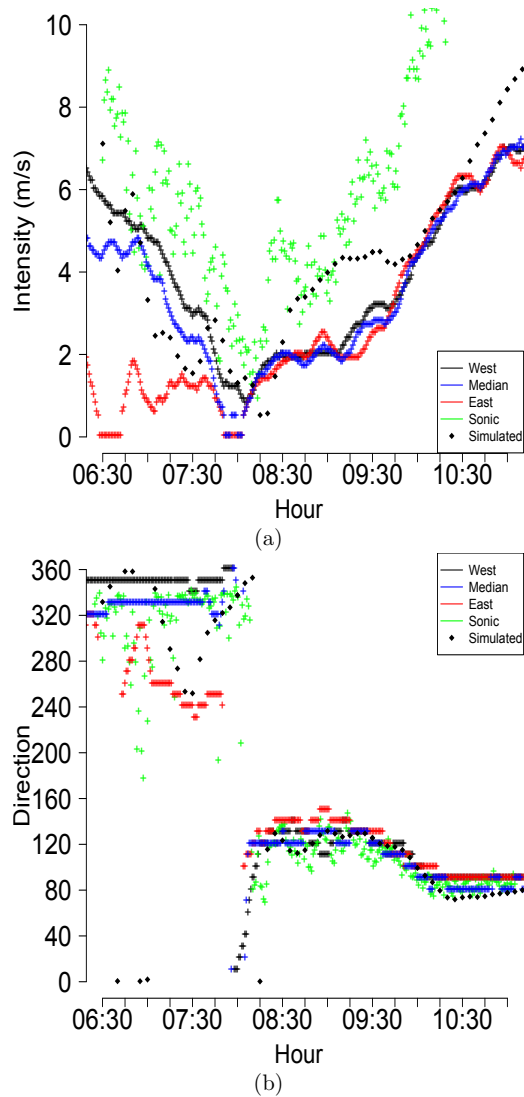 10
8
6
4
2
0
Intensity (m/s)
West
Median
East
Sonic
Simulated
06:30 07:30 08:30 09:30 10:30
Hour
(a)
360
320
280
240
200
160
120
80
40
0
Direction
West
Median
East
Sonic
Simulated
06:30 07:30 08:30 09:30 10:30
Hour
(b)